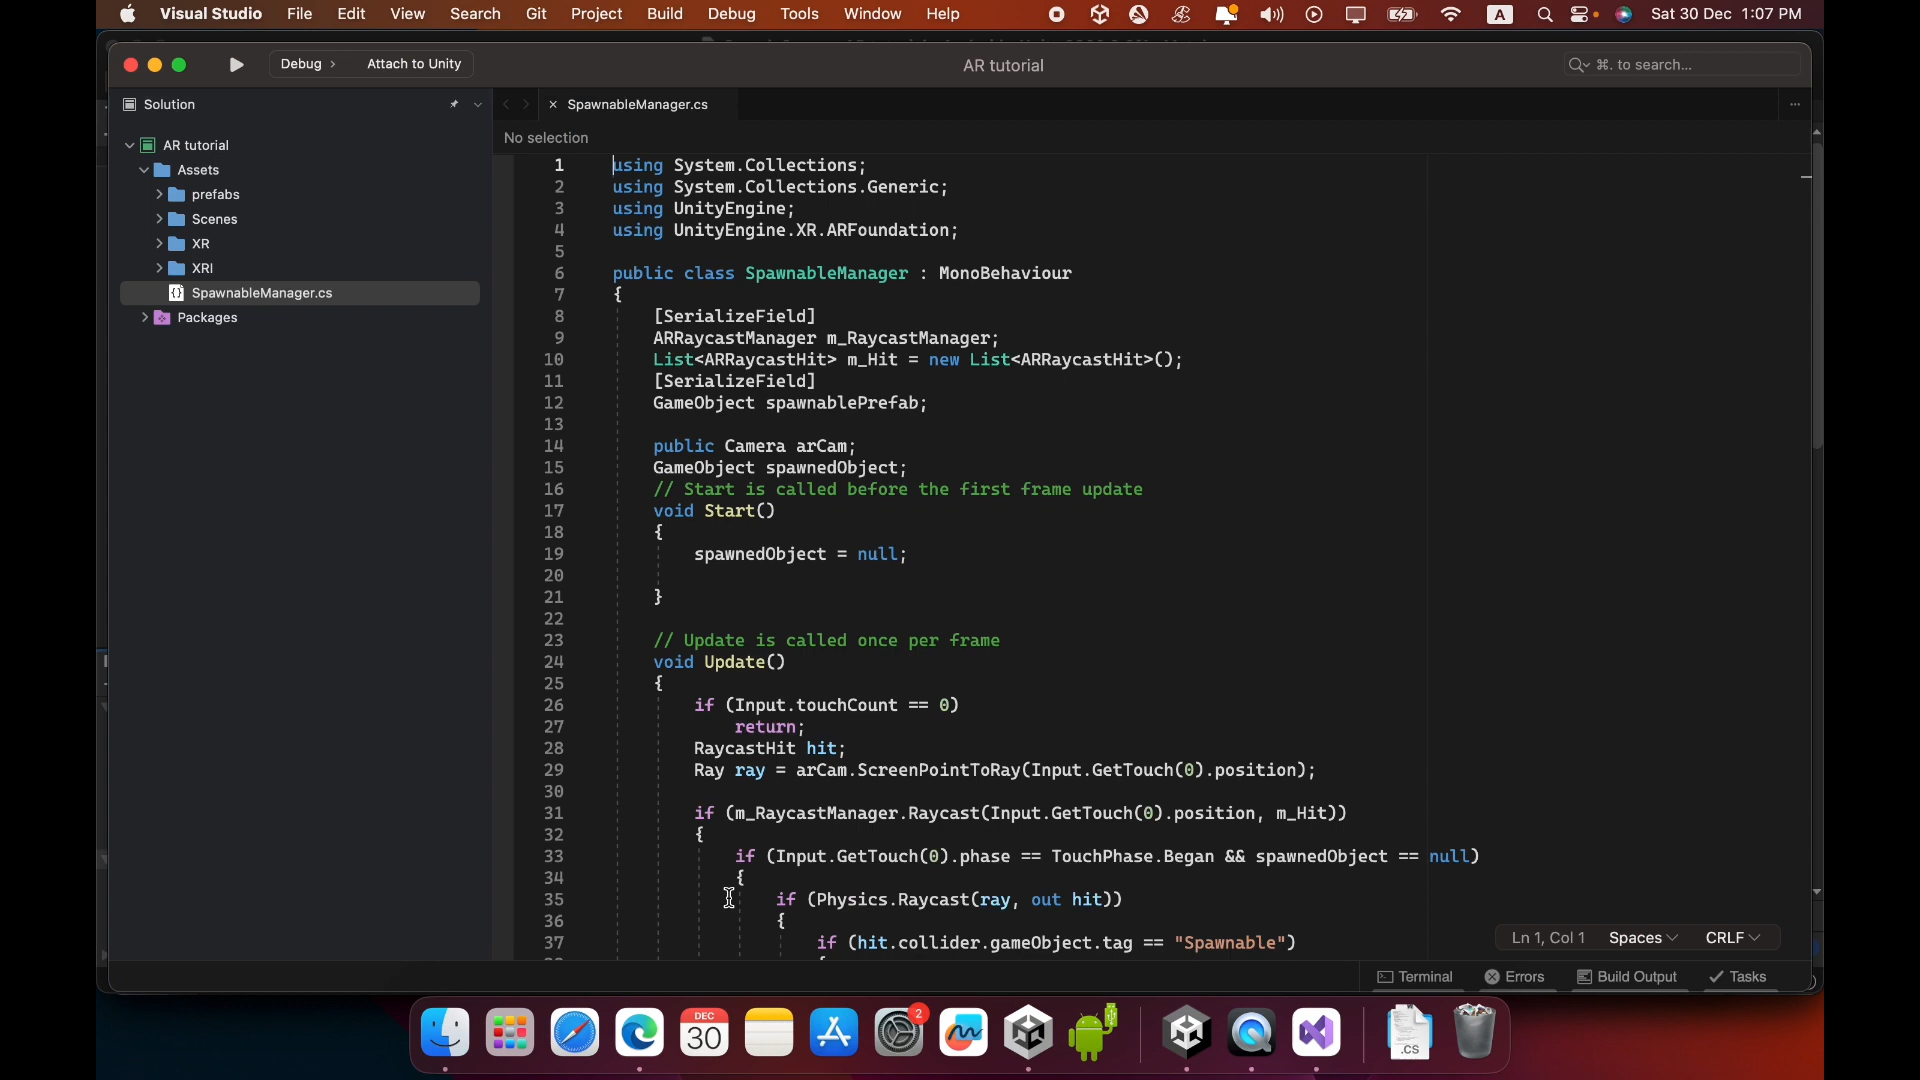 Visual Studio File Edit View Search Git Project Build Debug Tools Window Help A Sat 30 Dec 1:07 PM
Debug > Attach to Unity AR tutorial ⌘. to search...
Solution
× SpawnableManager.cs
No selection
AR tutorial
Assets
prefabs
Scenes
XR
XRI
SpawnableManager.cs
Packages
1 using System.Collections;
2 using System.Collections.Generic;
3 using UnityEngine;
4 using UnityEngine.XR.ARFoundation;
5
6 public class SpawnableManager : MonoBehaviour
7 {
8 [SerializeField]
9 ARRaycastManager m_RaycastManager;
10 List<ARRaycastHit> m_Hit = new List<ARRaycastHit>();
11 [SerializeField]
12 GameObject spawnablePrefab;
13
14 public Camera arCam;
15 GameObject spawnedObject;
16 // Start is called before the first frame update
17 void Start()
18 {
19 spawnedObject = null;
20
21 }
22
23 // Update is called once per frame
24 void Update()
25 {
26 if (Input.touchCount == 0)
27 return;
28 RaycastHit hit;
29 Ray ray = arCam.ScreenPointToRay(Input.GetTouch(0).position);
30
31 if (m_RaycastManager.Raycast(Input.GetTouch(0).position, m_Hit))
32 {
33 if (Input.GetTouch(0).phase == TouchPhase.Began && spawnedObject == null)
34 {
35 if (Physics.Raycast(ray, out hit))
36 {
37 if (hit.collider.gameObject.tag == "Spawnable")
Ln 1, Col 1 Spaces CRLF
Terminal Errors Build Output Tasks
DEC
30
2
.CS